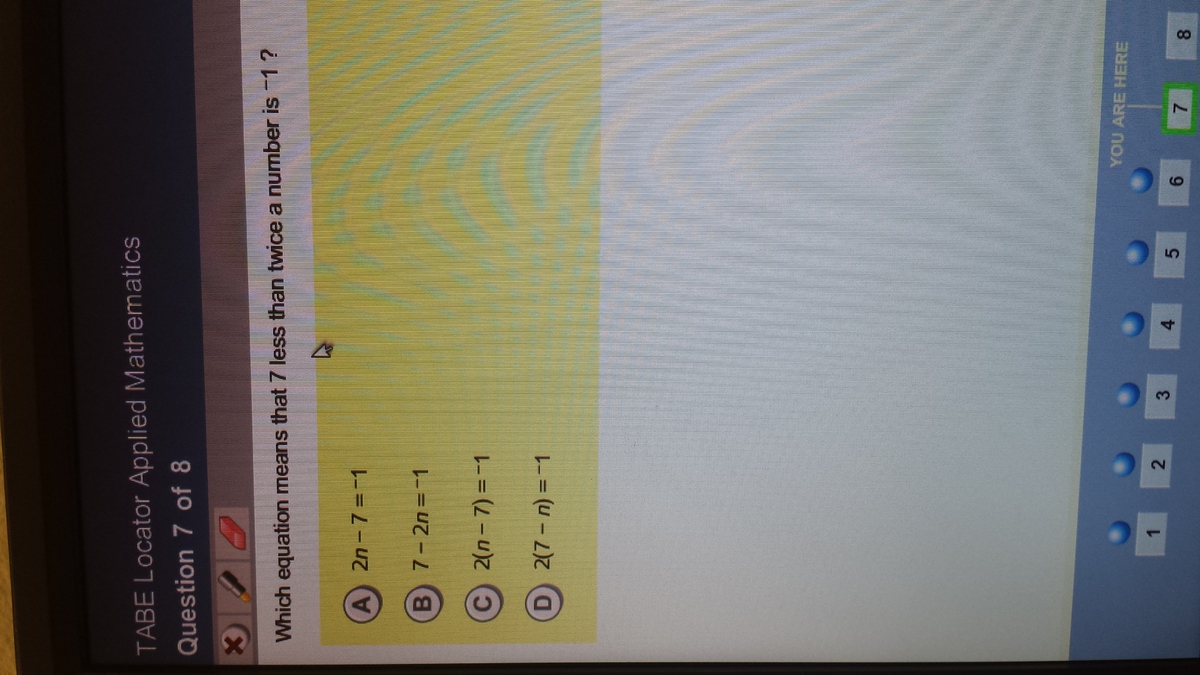 TABE Locator Applied Mathematics
Question 7 of 8
Which equation means that 7 less than twice a number is ⁻1 ?
A 2n – 7 = ⁻1
B 7 – 2n = ⁻1
C 2(n – 7) = ⁻1
D 2(7 – n) = ⁻1
YOU ARE HERE
1 2 3 4 5 6 7 8